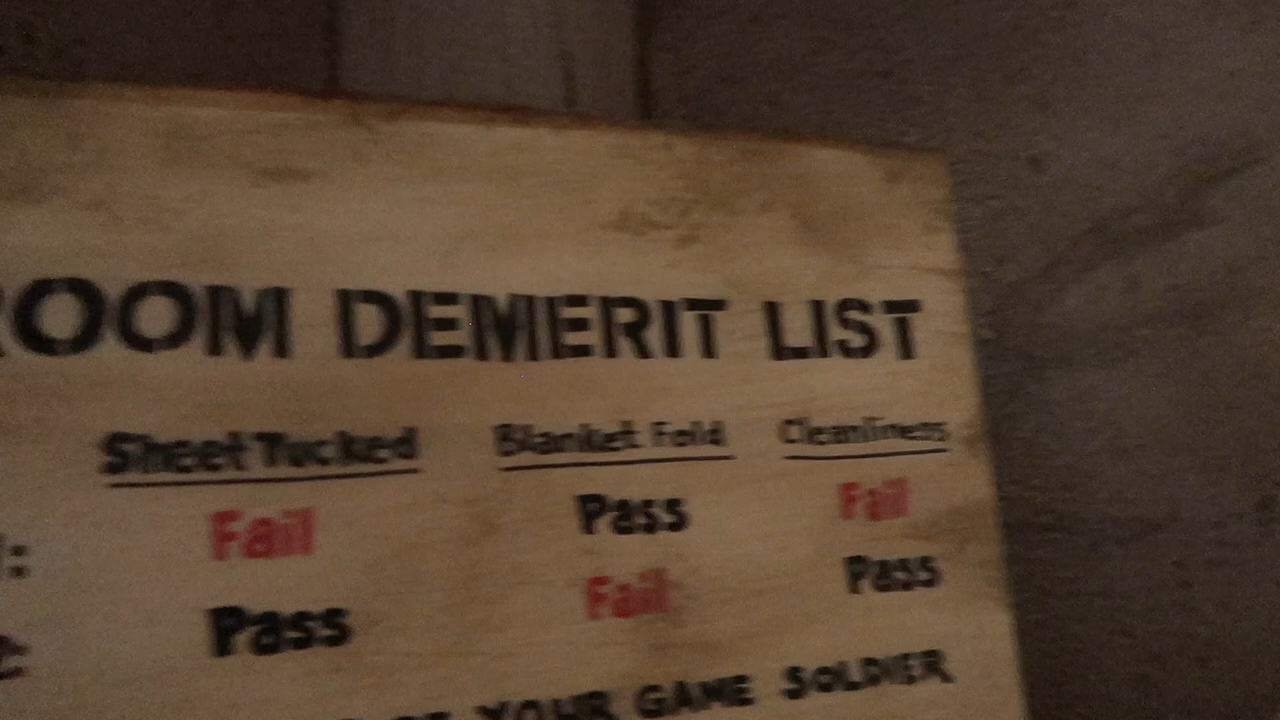 ROOM DEMERIT LIST
Sheet Tucked Blanket Fold Cleanliness
Fail Pass Fail
Pass Fail Pass
YOUR GAME SOLDIER